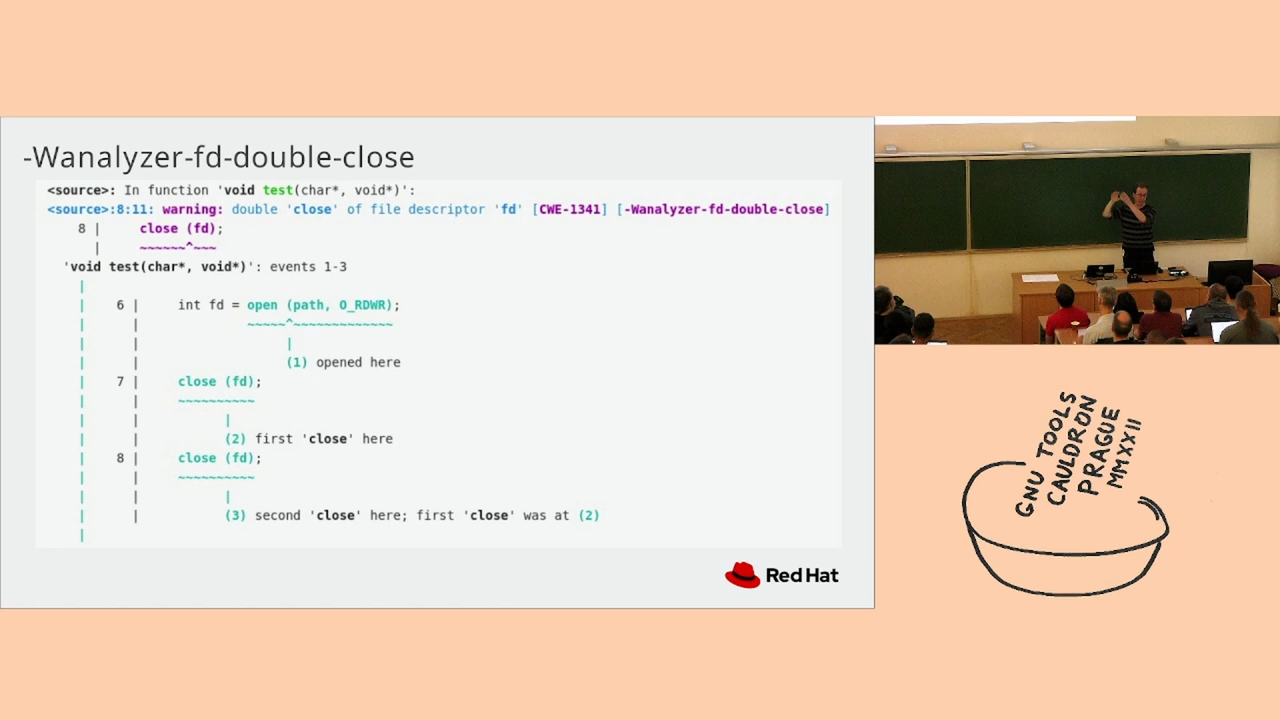 -Wanalyzer-fd-double-close
<source>: In function 'void test(char*, void*)':
<source>:8:11: warning: double 'close' of file descriptor 'fd' [CWE-1341] [-Wanalyzer-fd-double-close]
8 | close (fd);
| ~~~~~~^~~~
'void test(char*, void*)': events 1-3
|
| 6 | int fd = open (path, O_RDWR);
| | ~~~~~^~~~~~~~~~~~~~
| | |
| | (1) opened here
| 7 | close (fd);
| | ~~~~~~~~~~
| | |
| | (2) first 'close' here
| 8 | close (fd);
| | ~~~~~~~~~~
| | |
| | (3) second 'close' here; first 'close' was at (2)
|
Red Hat
GNU TOOLS
CAULDRON
PRAGUE
MMXXII